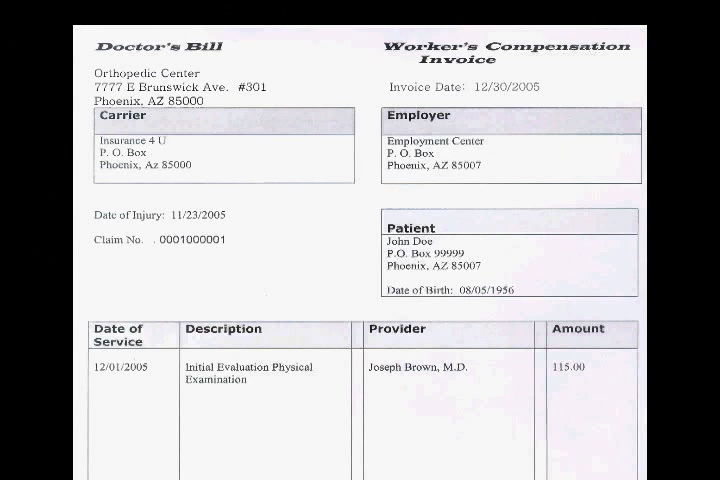 Doctor's Bill
Worker's Compensation
Invoice
Orthopedic Center
7777 E Brunswick Ave. #301
Phoenix, AZ 85000
Invoice Date: 12/30/2005
Carrier
Insurance 4 U
P. O. Box
Phoenix, Az 85000
Employer
Employment Center
P. O. Box
Phoenix, AZ 85007
Date of Injury: 11/23/2005
Claim No. . 0001000001
Patient
John Doe
P.O. Box 99999
Phoenix, AZ 85007
Date of Birth: 08/05/1956
Date of
Service
Description
Provider
Amount
12/01/2005
Initial Evaluation Physical
Examination
Joseph Brown, M.D.
115.00